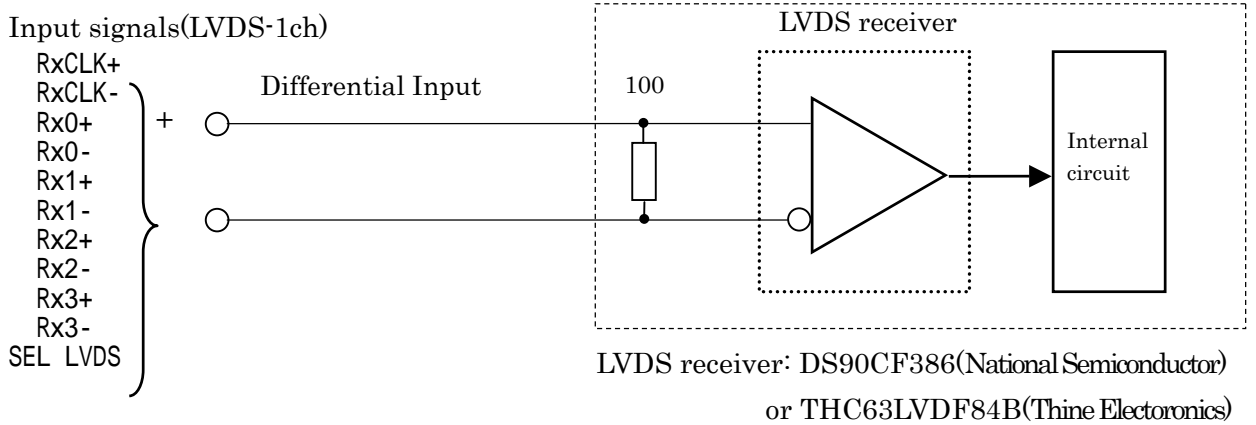 Input signals(LVDS-1ch)
RxCLK+
RxCLK-
Rx0+
Rx0-
Rx1+
Rx1-
Rx2+
Rx2-
Rx3+
Rx3-
SEL LVDS
+
Differential Input
100
LVDS receiver
Internal
circuit
LVDS receiver: DS90CF386(National Semiconductor)
or THC63LVDF84B(Thine Electoronics)